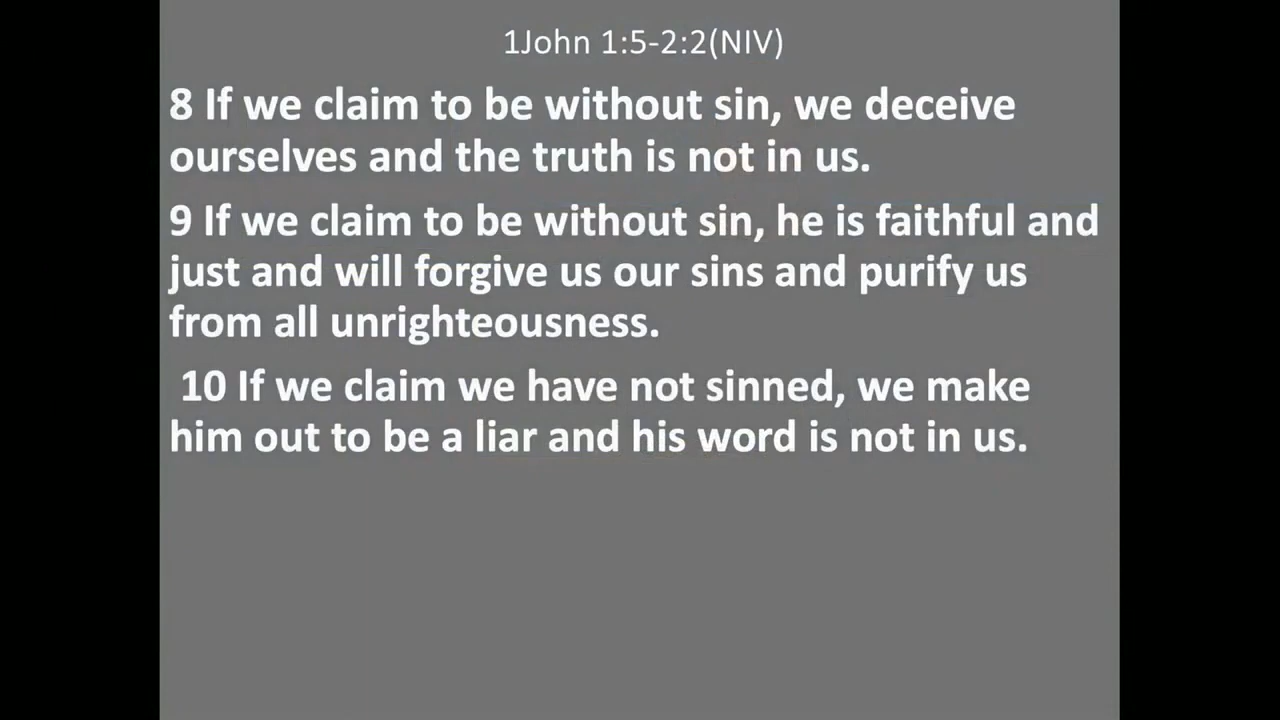 1John 1:5-2:2(NIV)
8 If we claim to be without sin, we deceive
ourselves and the truth is not in us.
9 If we claim to be without sin, he is faithful and
just and will forgive us our sins and purify us
from all unrighteousness.
10 If we claim we have not sinned, we make
him out to be a liar and his word is not in us.